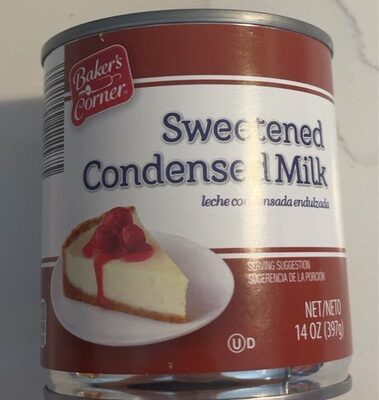 Baker's
Corner®
Sweetened
Condensed Milk
leche condensada endulzada
SERVING SUGGESTION
SUGERENCIA DE LA PORCIÓN
NET/NETO
14 OZ (397g)
U D